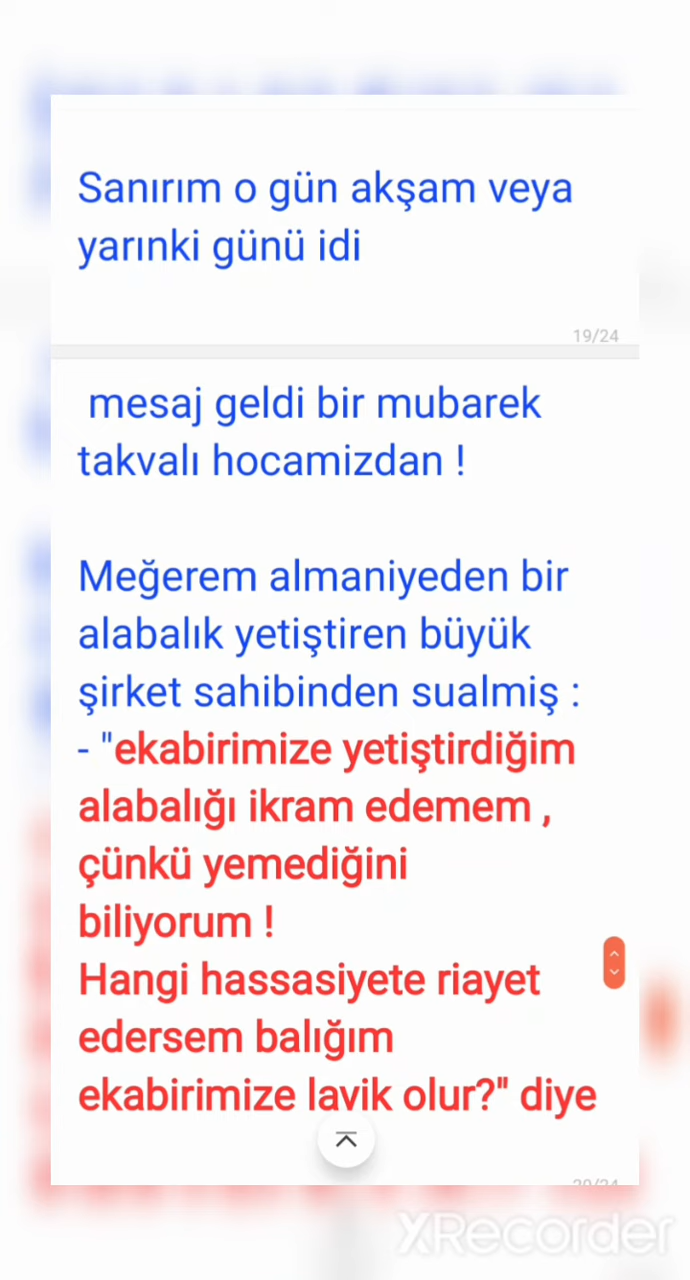 Sanırım o gün akşam veya
yarınki günü idi
19/24
mesaj geldi bir mubarek
takvalı hocamizdan !
Meğerem almaniyeden bir
alabalık yetiştiren büyük
şirket sahibinden sualmiş :
- "ekabirimize yetiştirdiğim
alabalığı ikram edemem ,
çünkü yemediğini
biliyorum !
Hangi hassasiyete riayet
edersem balığım
ekabirimize lavik olur?" diye
20/24
XRecorder